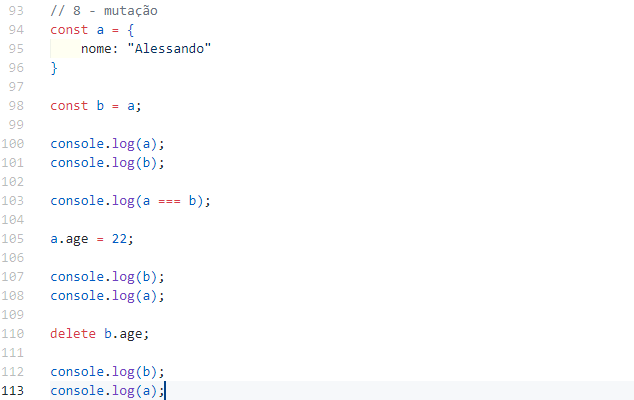 93 // 8 - mutação
94 const a = {
95     nome: "Alessando"
96 }
97
98 const b = a;
99
100 console.log(a);
101 console.log(b);
102
103 console.log(a === b);
104
105 a.age = 22;
106
107 console.log(b);
108 console.log(a);
109
110 delete b.age;
111
112 console.log(b);
113 console.log(a);